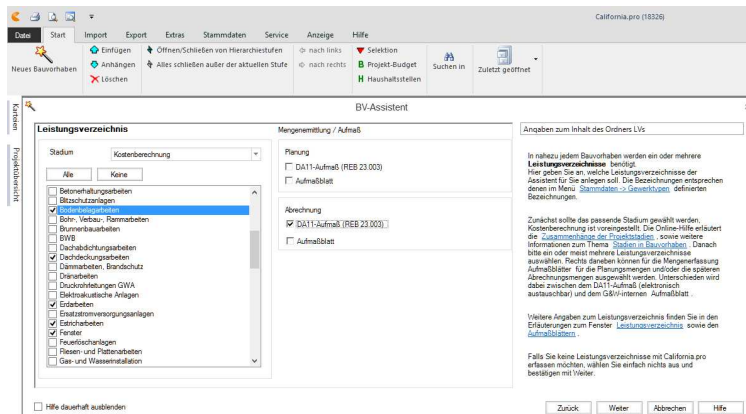 California.pro (18326)
Datei Start Import Export Extras Stammdaten Service Anzeige Hilfe
Neues Bauvorhaben
Einfügen
Anhängen
Löschen
Öffnen/Schließen von Hierarchiestufen
Alles schließen außer der aktuellen Stufe
nach links
nach rechts
Selektion
B Projekt-Budget
H Haushaltsstellen
Suchen in
Zuletzt geöffnet
Karteien
Projektübersicht
BV-Assistent
Leistungsverzeichnis
Stadium Kostenberechnung
Alle Keine
Betonerhaltungsarbeiten
Blitzschutzanlagen
Bodenbelagarbeiten
Bohr-, Verbau-, Rammarbeiten
Brunnenbauarbeiten
BWB
Dachabdichtungsarbeiten
Dachdeckungsarbeiten
Dämmarbeiten, Brandschutz
Dränarbeiten
Druckrohrleitungen GWA
Elektroakustische Anlagen
Erdarbeiten
Ersatzstromversorgungsanlagen
Estricharbeiten
Fenster
Feuerlöschanlagen
Fliesen- und Plattenarbeiten
Gas- und Wasserinstallation
Mengenermittlung / Aufmaß
Planung
DA11-Aufmaß (REB 23.003)
Aufmaßblatt
Abrechnung
DA11-Aufmaß (REB 23.003)
Aufmaßblatt
Angaben zum Inhalt des Ordners LVs
In nahezu jedem Bauvorhaben werden ein oder mehrere
Leistungsverzeichnisse benötigt.
Hier geben Sie an, welche Leistungsverzeichnisse der
Assistent für Sie anlegen soll. Die Bezeichnungen entsprechen
denen im Menü Stammdaten -> Gewerktypen definierten
Bezeichnungen.
Zunächst sollte das passende Stadium gewählt werden,
Kostenberechnung ist voreingestellt. Die Online-Hilfe erläutert
die Zusammenhänge der Projektstadien , sowie weitere
Informationen zum Thema Stadien in Bauvorhaben . Danach
bitte ein oder meist mehrere Leistungsverzeichnisse
auswählen. Rechts daneben können für die Mengenerfassung
Aufmaßblätter für die Planungsmengen und/oder die späteren
Abrechnungsmengen ausgewählt werden. Unterschieden wird
dabei zwischen dem DA11-Aufmaß (elektronisch
austauschbar) und dem G&W-internen Aufmaßblatt .
Weitere Angaben zum Leistungsverzeichnis finden Sie in den
Erläuterungen zum Fenster Leistungsverzeichnis sowie den
Aufmaßblättern .
Falls Sie keine Leistungsverzeichnisse mit California.pro
erfassen möchten, wählen Sie einfach nichts aus und
bestätigen mit Weiter.
Hilfe dauerhaft ausblenden
Zurück Weiter Abbrechen Hilfe